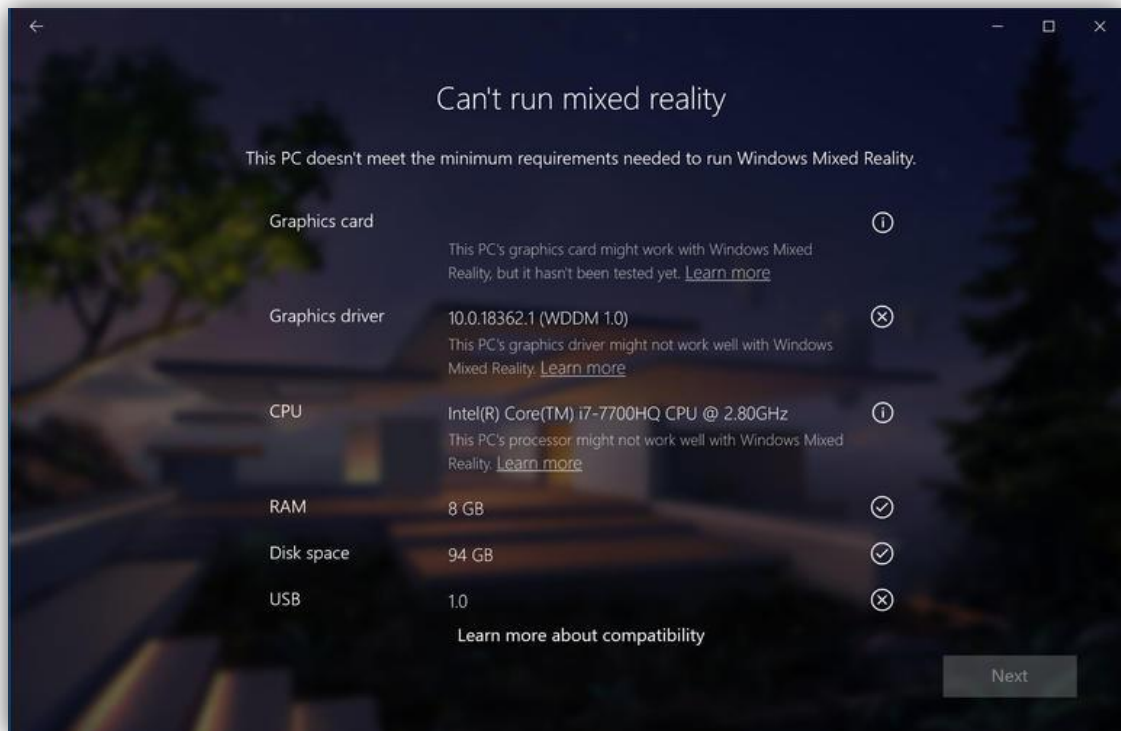 Can't run mixed reality
This PC doesn't meet the minimum requirements needed to run Windows Mixed Reality.
Graphics card
This PC's graphics card might work with Windows Mixed
Reality, but it hasn't been tested yet. Learn more
Graphics driver
10.0.18362.1 (WDDM 1.0)
This PC's graphics driver might not work well with Windows
Mixed Reality. Learn more
CPU
Intel(R) Core(TM) i7-7700HQ CPU @ 2.80GHz
This PC's processor might not work well with Windows Mixed
Reality. Learn more
RAM
8 GB
Disk space
94 GB
USB
1.0
Learn more about compatibility
Next